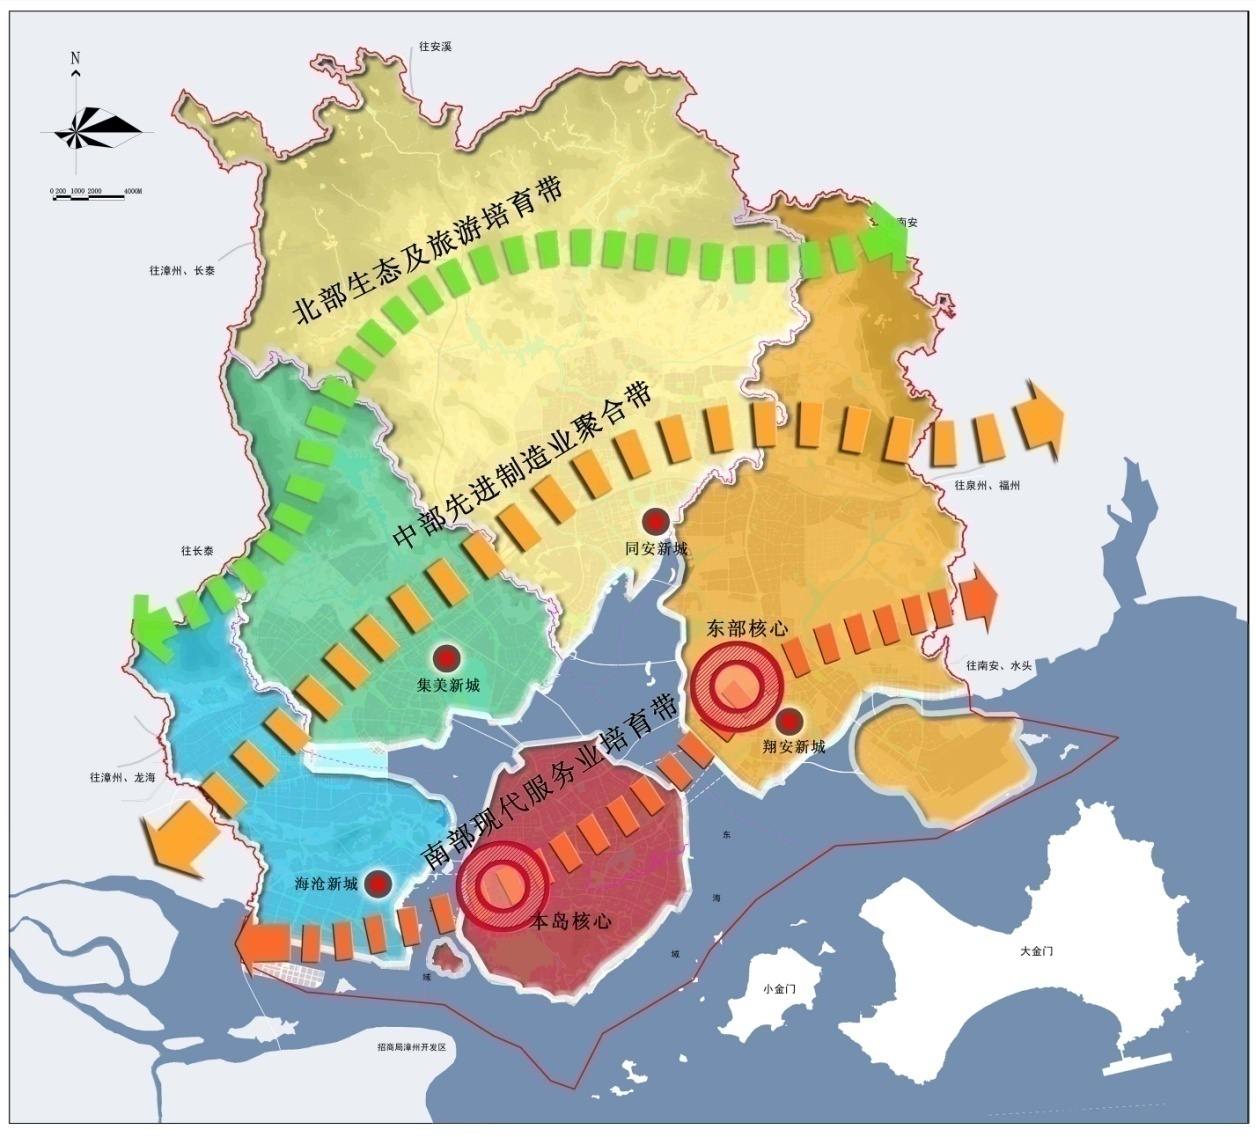 往安溪
N
0 200 1000 2000 4000M
南安
往漳州、长泰
北部生态及旅游培育带
中部先进制造业聚合带
往泉州、福州
同安新城
往长泰
东部核心
往南安、水头
集美新城
翔安新城
南部现代服务业培育带
往漳州、龙海
东
海
域
海沧新城
本岛核心
域
大金门
小金门
招商局漳州开发区